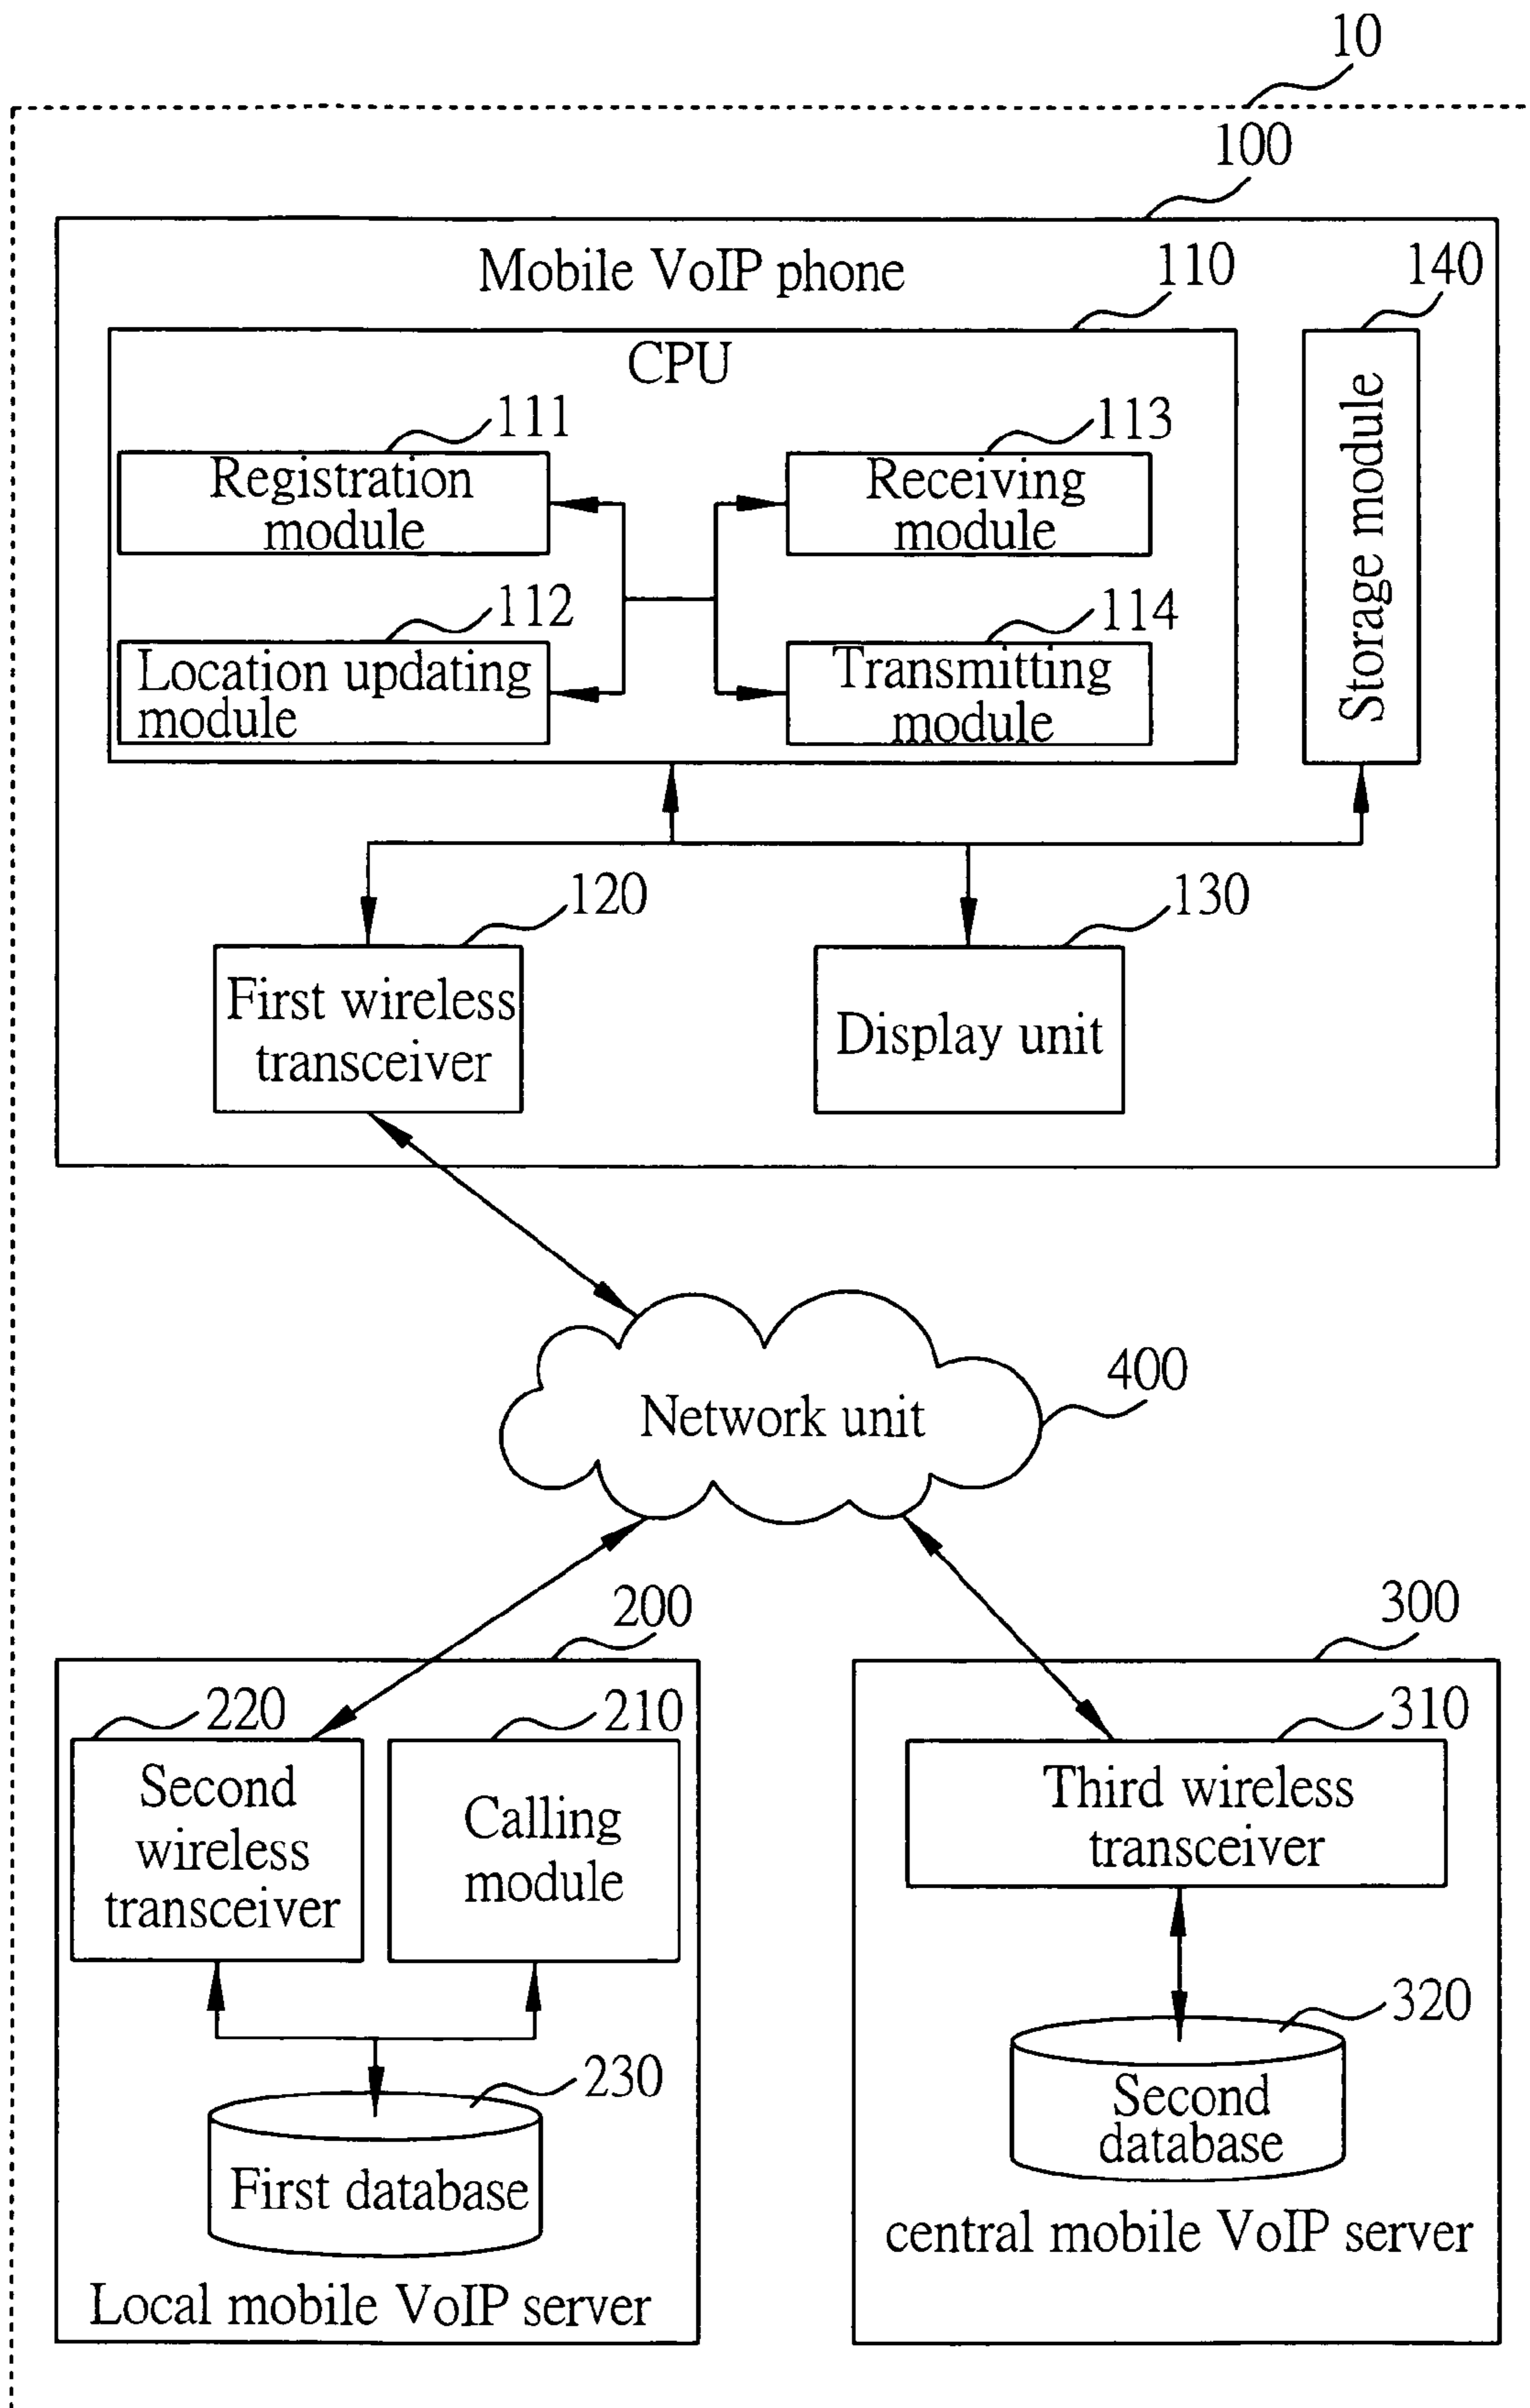 10
100
Mobile VoIP phone
110
140
CPU
111
113
Registration
module
Receiving
module
Storage module
112
114
Location updating
module
Transmitting
module
120
130
First wireless
transceiver
Display unit
400
Network unit
200
300
220
210
310
Second
wireless
transceiver
Calling
module
Third wireless
transceiver
320
230
Second
database
First database
central mobile VoIP server
Local mobile VoIP server